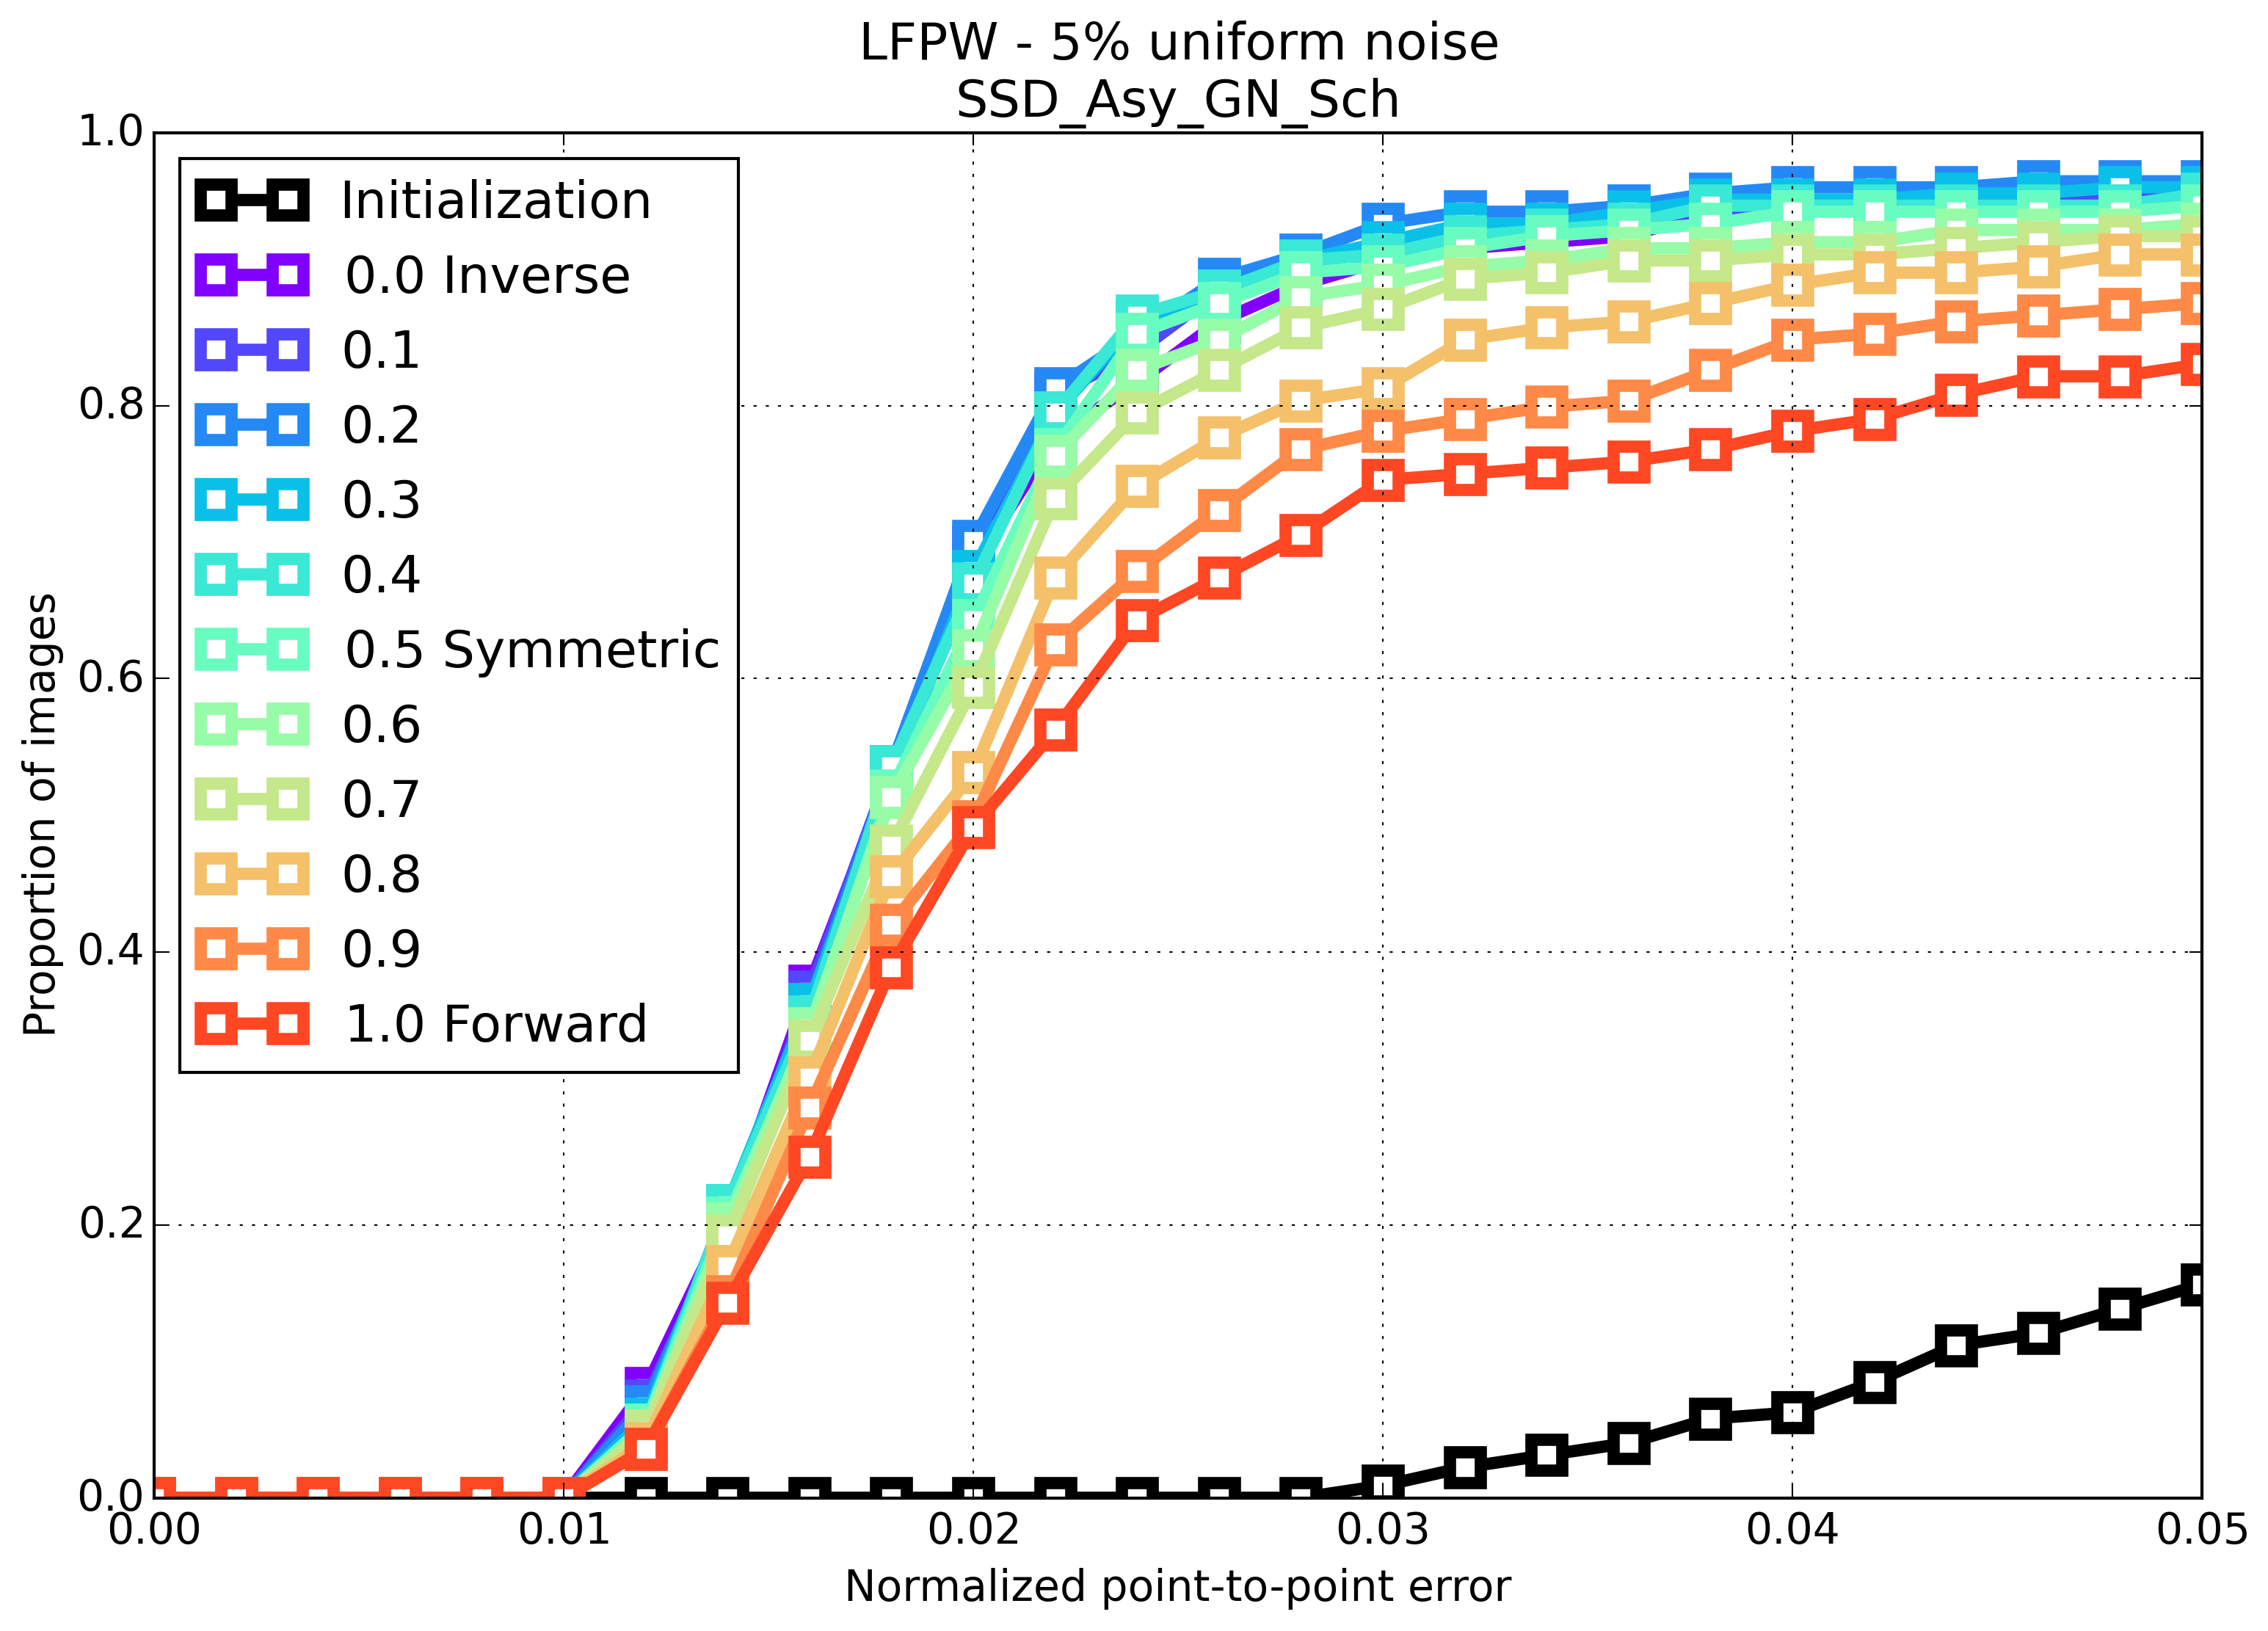 LFPW - 5% uniform noise
SSD_Asy_GN_Sch
Proportion of images
1.0
0.8
0.6
0.4
0.2
0.0
Initialization
0.0 Inverse
0.1
0.2
0.3
0.4
0.5 Symmetric
0.6
0.7
0.8
0.9
1.0 Forward
0.00 0.01 0.02 0.03 0.04 0.05
Normalized point-to-point error